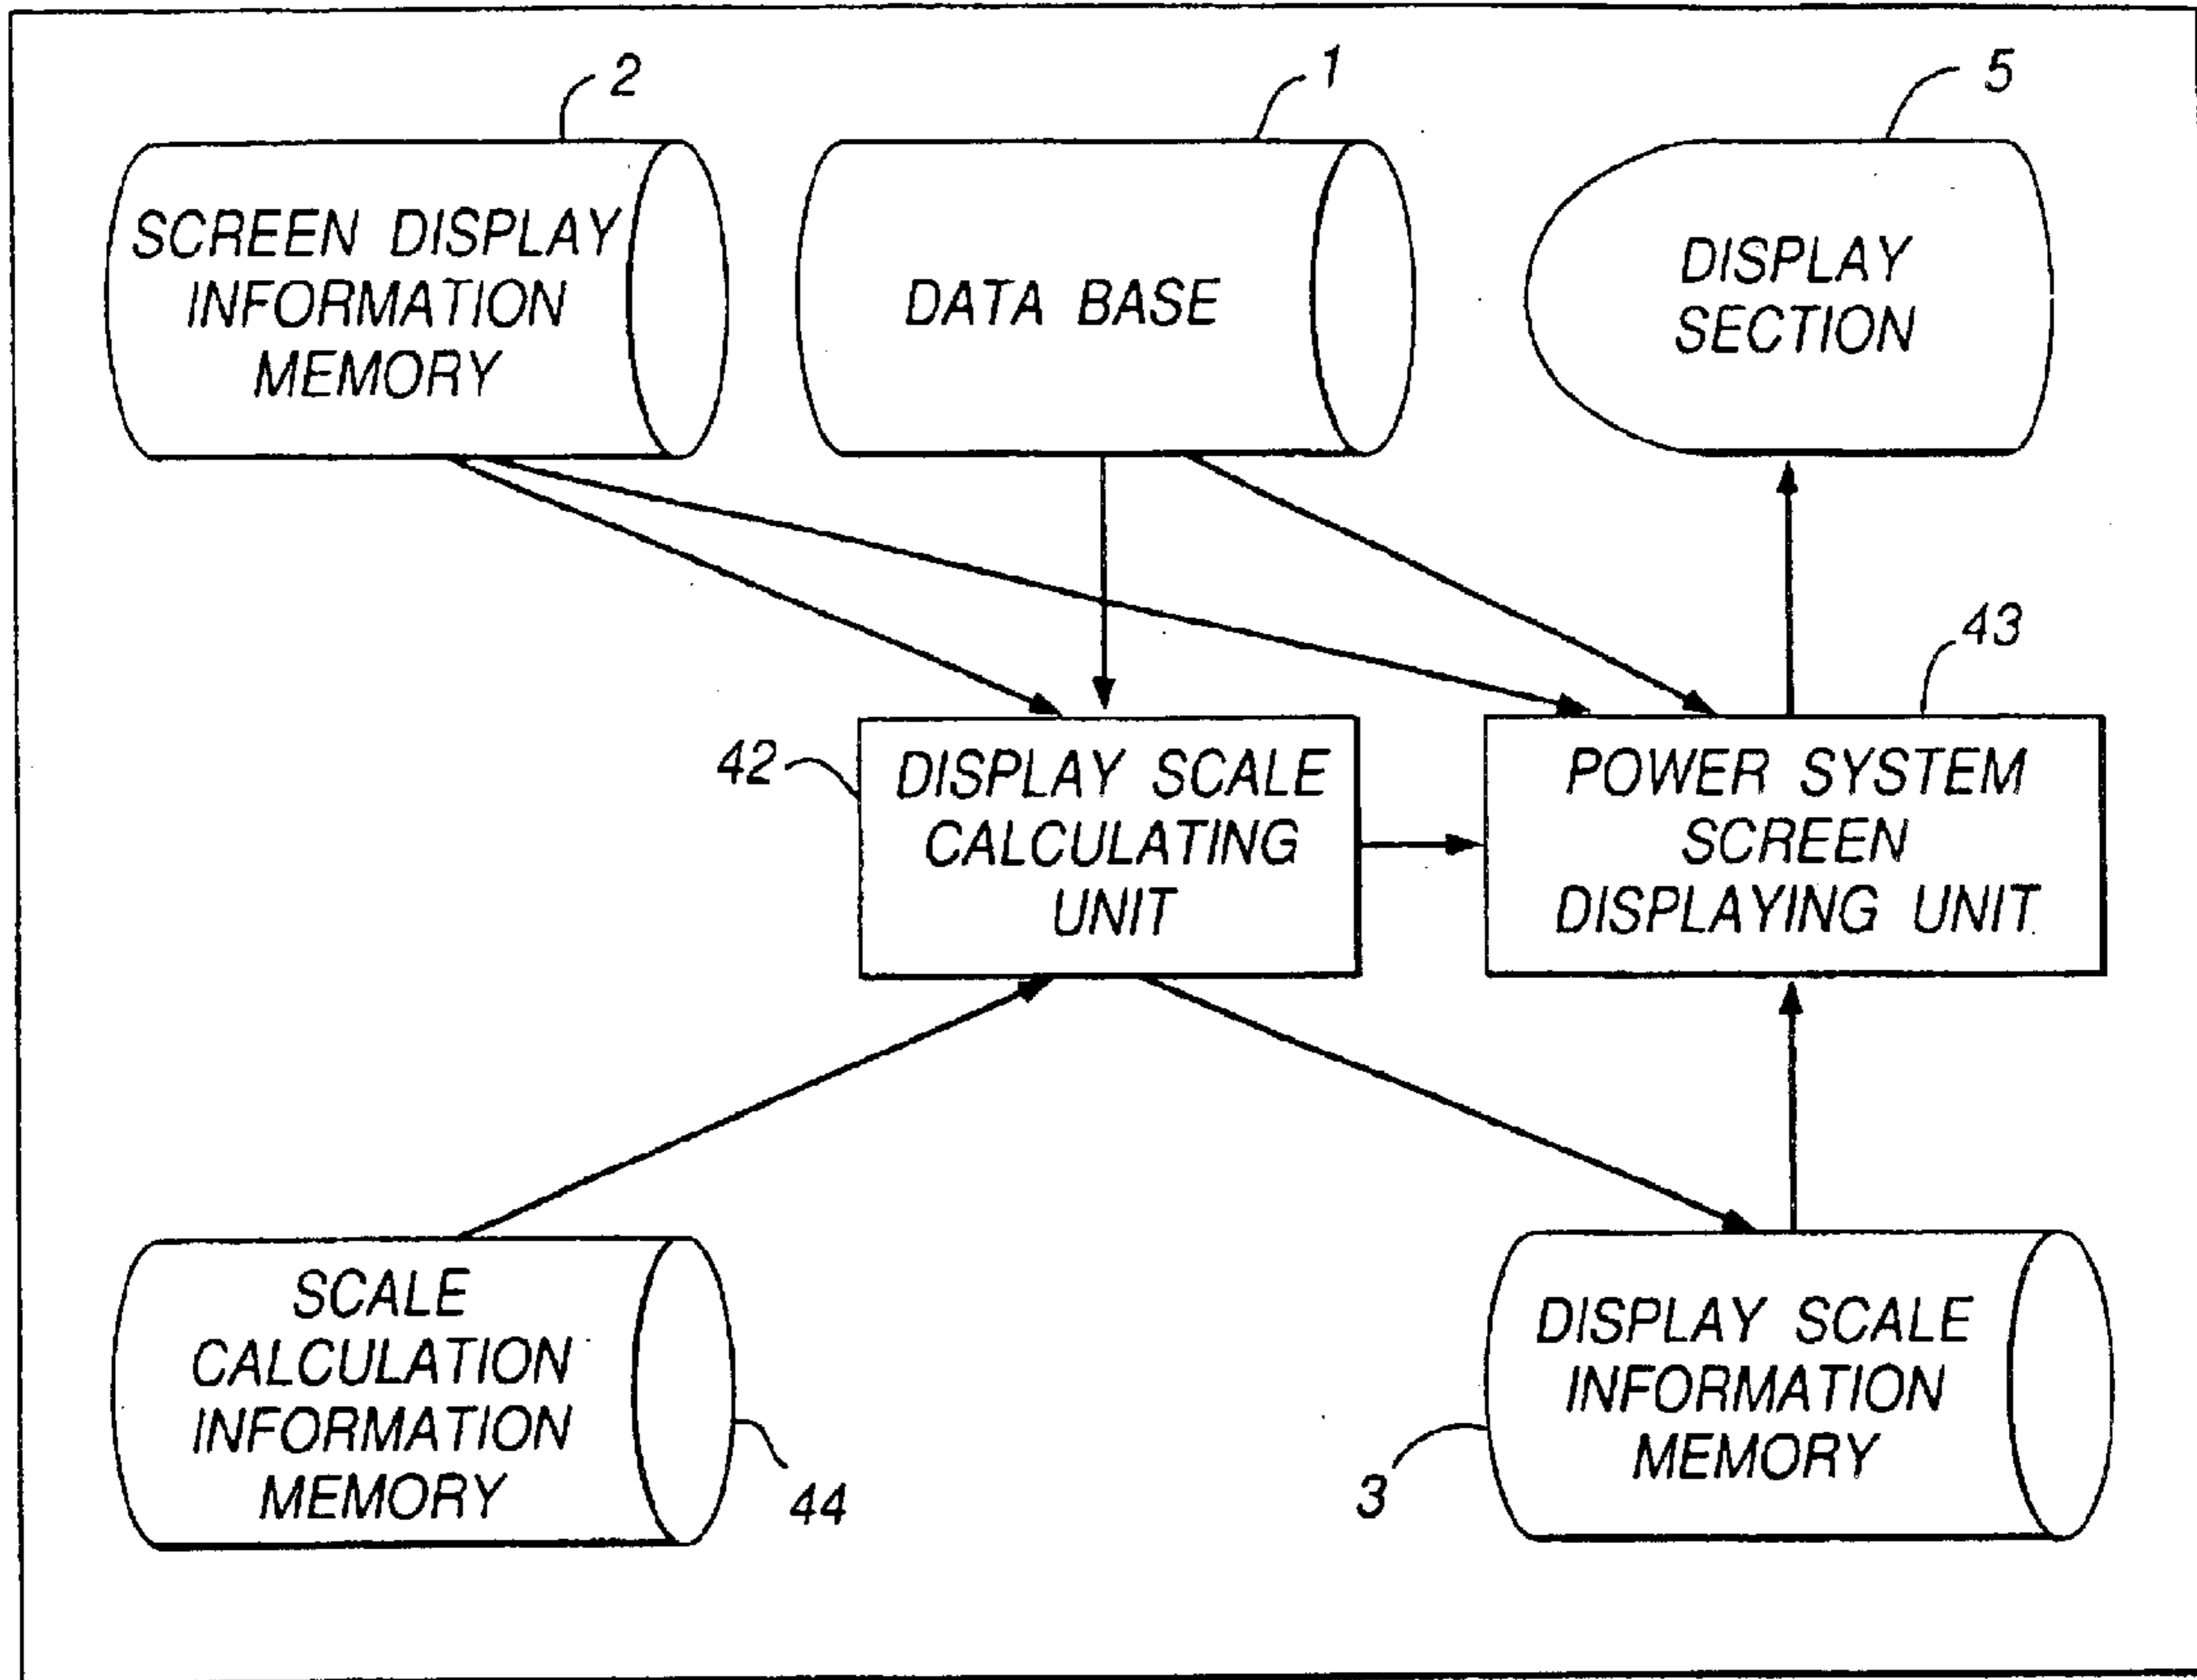 2
1
5
SCREEN DISPLAY
INFORMATION
MEMORY
DATA BASE
DISPLAY
SECTION
43
42
DISPLAY SCALE
CALCULATING
UNIT
POWER SYSTEM
SCREEN
DISPLAYING UNIT
SCALE
CALCULATION
INFORMATION
MEMORY
44
DISPLAY SCALE
INFORMATION
MEMORY
3